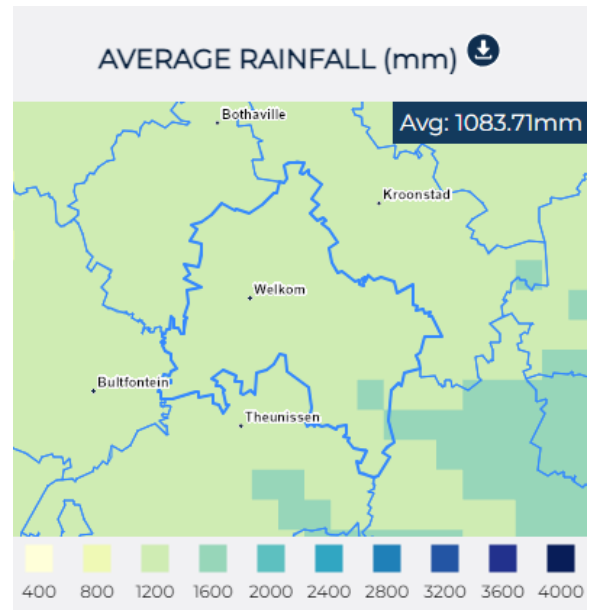 AVERAGE RAINFALL (mm)
Avg: 1083.71mm
Bothaville
Kroonstad
Welkom
Bultfontein
Theunissen
400 800 1200 1600 2000 2400 2800 3200 3600 4000